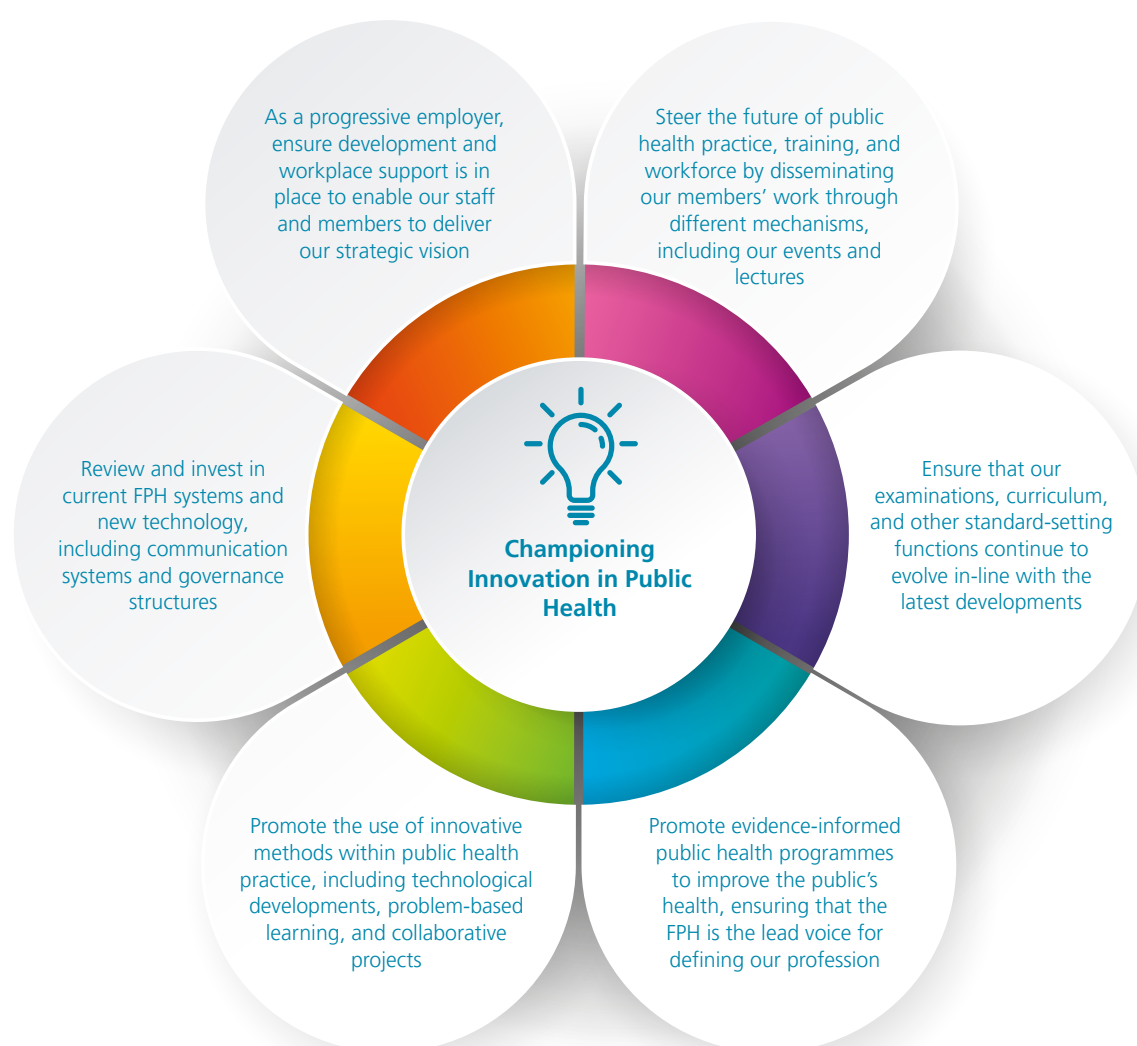 As a progressive employer,
ensure development and
workplace support is in
place to enable our staff
and members to deliver
our strategic vision
Steer the future of public
health practice, training, and
workforce by disseminating
our members’ work through
different mechanisms,
including our events and
lectures
Review and invest in
current FPH systems and
new technology,
including communication
systems and governance
structures
Championing
Innovation in Public
Health
Ensure that our
examinations, curriculum,
and other standard-setting
functions continue to
evolve in-line with the
latest developments
Promote the use of innovative
methods within public health
practice, including technological
developments, problem-based
learning, and collaborative
projects
Promote evidence-informed
public health programmes
to improve the public’s
health, ensuring that the
FPH is the lead voice for
defining our profession